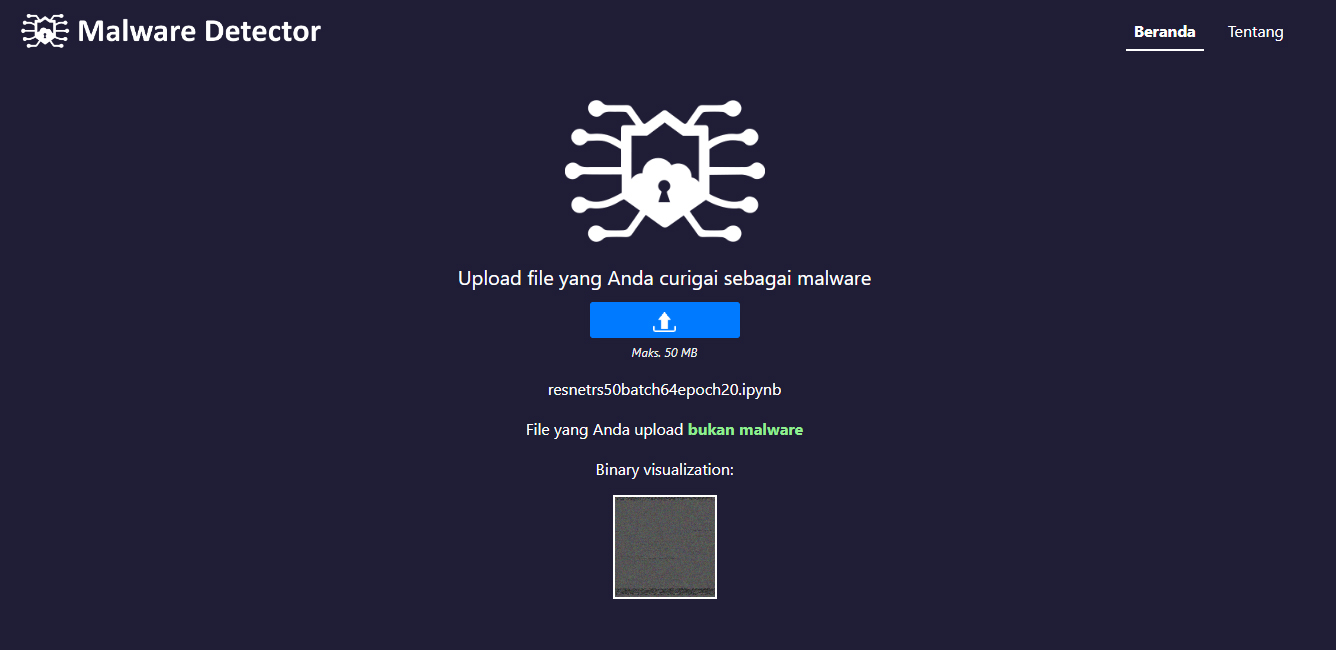 Malware Detector
Beranda
Tentang
Upload file yang Anda curigai sebagai malware
Maks. 50 MB
resnetrs50batch64epoch20.ipynb
File yang Anda upload bukan malware
Binary visualization: